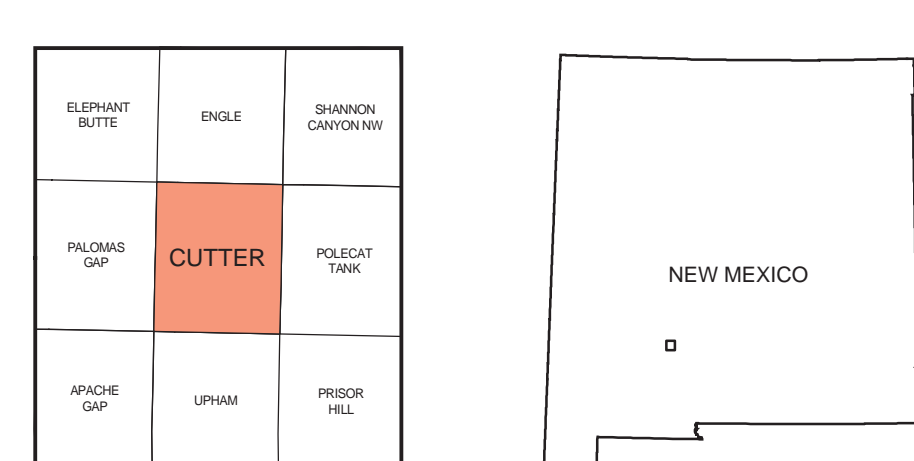 ELEPHANT
BUTTE
ENGLE
SHANNON
CANYON NW
PALOMAS
GAP
CUTTER
POLECAT
TANK
APACHE
GAP
UPHAM
PRISOR
HILL
NEW MEXICO